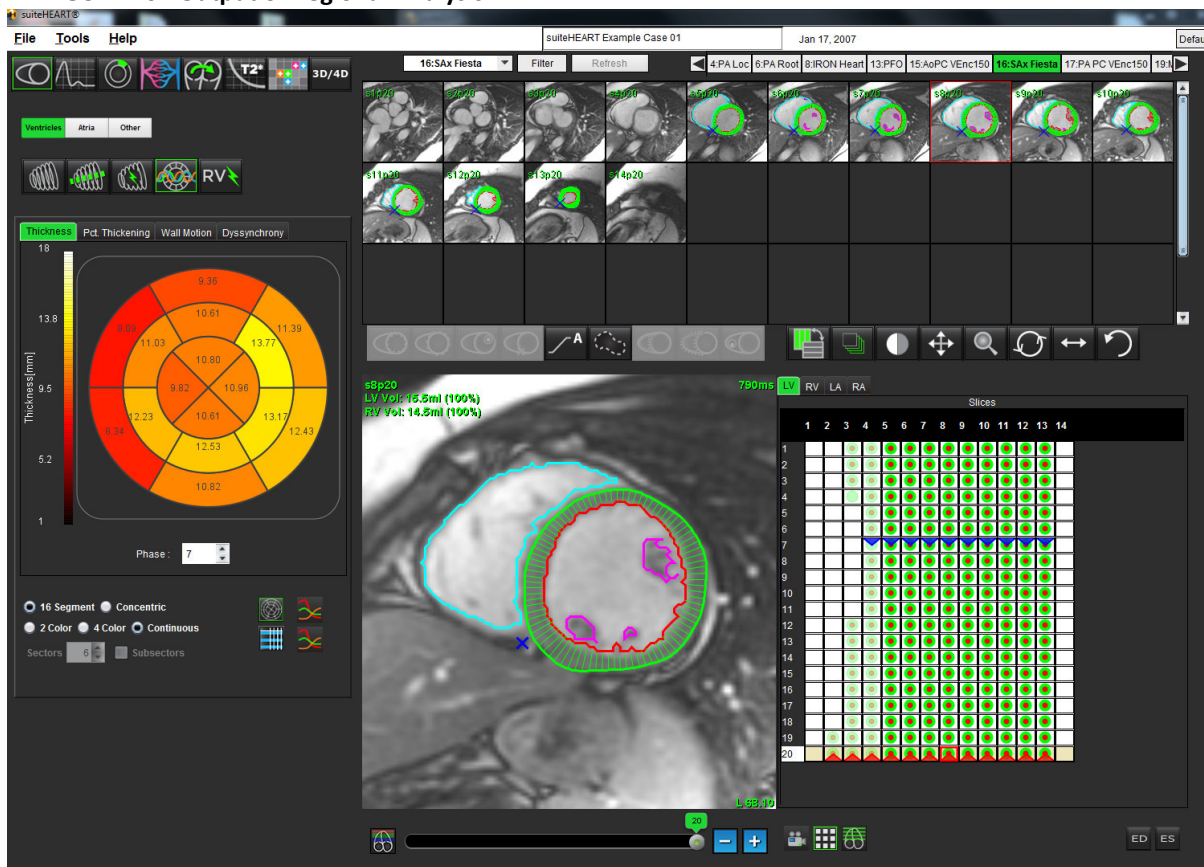 suiteHEART®
File Tools Help
suiteHEART Example Case 01
Jan 17, 2007
T2*
3D/4D
16:SAx Fiesta
Filter
Refresh
4:PA Loc
6:PA Root
8:IRON Heart
13:PFO
15:AoPC VEnc150
16:SAx Fiesta
17:PA PC VEnc150
s1p20 s2p20 s3p20 s4p20 s5p20 s6p20 s7p20 s8p20 s9p20 s10p20
s11p20 s12p20 s13p20 s14p20
Ventricles Atria Other
RV
Thickness Pct. Thickening Wall Motion Dyssynchrony
18
13.8
9.5
5.2
1
Thickness[mm]
9.36
10.61
9.09
11.03
13.77
11.39
10.80
9.82
10.96
10.61
12.23
13.17
8.34
12.43
12.53
10.82
Phase : 7
16 Segment Concentric
2 Color 4 Color Continuous
Sectors 6 Subsectors
A
s8p20
LV Vol: 15.5ml (100%)
RV Vol: 14.5ml (100%)
790ms
20
LV RV LA RA
Slices
1 2 3 4 5 6 7 8 9 10 11 12 13 14
1
2
3
4
5
6
7
8
9
10
11
12
13
14
15
16
17
18
19
20
ED ES